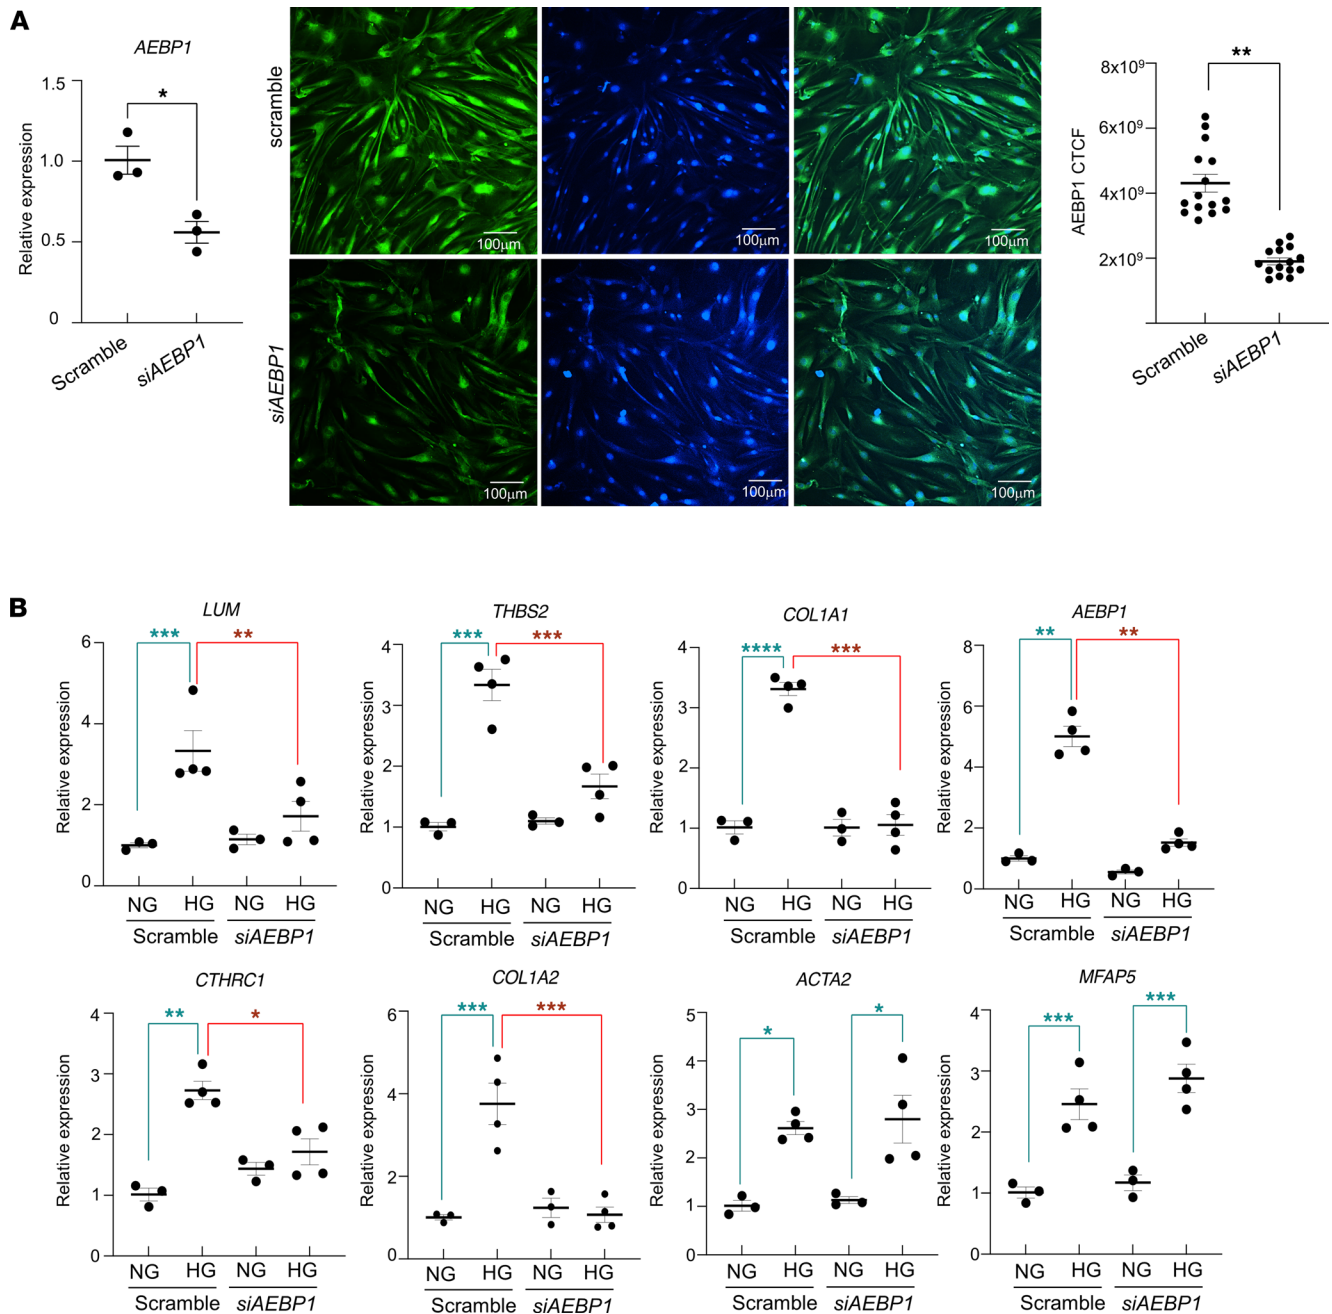 A
AEBP1
*
Relative expression
1.5
1.0
0.5
0
Scramble
siAEBP1
scramble
100μm
100μm
100μm
siAEBP1
100μm
100μm
100μm
**
AEBP1 CTCF
8x10⁹
6x10⁹
4x10⁹
2x10⁹
Scramble
siAEBP1
B
LUM
***
**
Relative expression
6
4
2
0
NG HG NG HG
Scramble siAEBP1
THBS2
***
***
Relative expression
4
3
2
1
0
NG HG NG HG
Scramble siAEBP1
COL1A1
****
***
Relative expression
4
3
2
1
0
NG HG NG HG
Scramble siAEBP1
AEBP1
**
**
Relative expression
8
6
4
2
0
NG HG NG HG
Scramble siAEBP1
CTHRC1
**
*
Relative expression
4
3
2
1
0
NG HG NG HG
Scramble siAEBP1
COL1A2
***
***
Relative expression
6
4
2
0
NG HG NG HG
Scramble siAEBP1
ACTA2
*
*
Relative expression
5
4
3
2
1
0
NG HG NG HG
Scramble siAEBP1
MFAP5
***
***
Relative expression
4
3
2
1
0
NG HG NG HG
Scramble siAEBP1